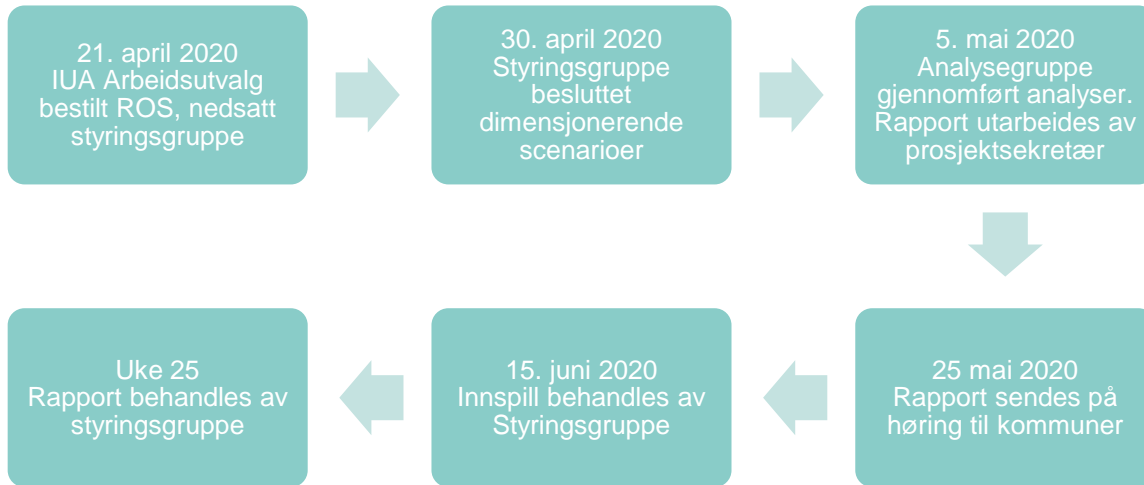 21. april 2020
IUA Arbeidsutvalg
bestilt ROS, nedsatt
styringsgruppe
30. april 2020
Styringsgruppe
besluttet
dimensjonerende
scenarioer
5. mai 2020
Analysegruppe
gjennomført analyser.
Rapport utarbeides av
prosjektsekretær
25 mai 2020
Rapport sendes på
høring til kommuner
15. juni 2020
Innspill behandles av
Styringsgruppe
Uke 25
Rapport behandles av
styringsgruppe